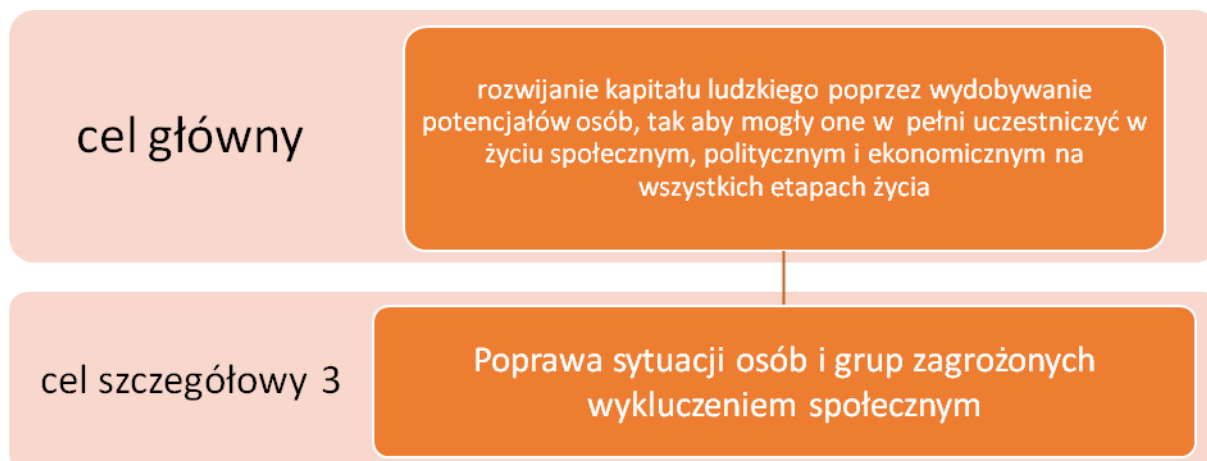 cel główny
rozwijanie kapitału ludzkiego poprzez wydobywanie
potencjałów osób, tak aby mogły one w pełni uczestniczyć w
życiu społecznym, politycznym i ekonomicznym na
wszystkich etapach życia
cel szczegółowy 3
Poprawa sytuacji osób i grup zagrożonych
wykluczeniem społecznym